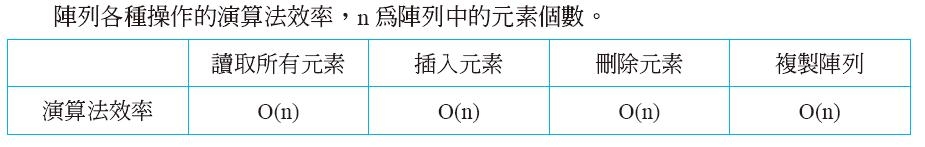 陣列各種操作的演算法效率，n 為陣列中的元素個數。
讀取所有元素 插入元素 刪除元素 複製陣列
演算法效率 O(n) O(n) O(n) O(n)